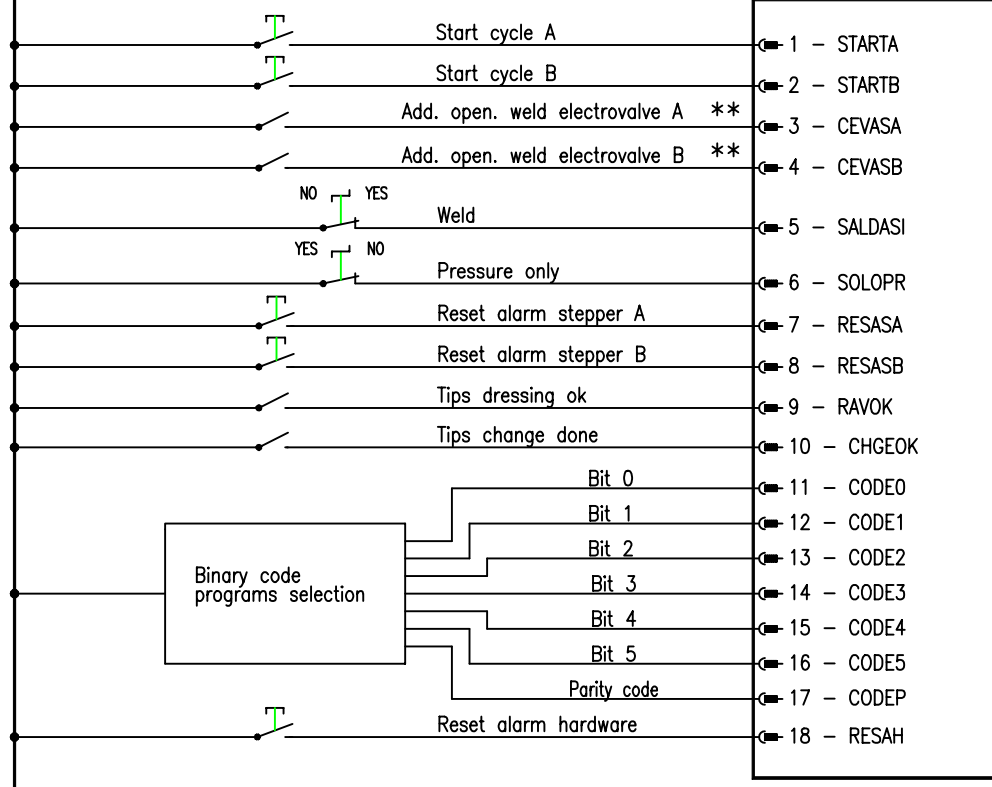 Start cycle A
1 – STARTA
Start cycle B
2 – STARTB
Add. open. weld electrovalve A **
3 – CEVASA
Add. open. weld electrovalve B **
4 – CEVASB
NO YES
Weld
5 – SALDASI
YES NO
Pressure only
6 – SOLOPR
Reset alarm stepper A
7 – RESASA
Reset alarm stepper B
8 – RESASB
Tips dressing ok
9 – RAVOK
Tips change done
10 – CHGEOK
Bit 0
11 – CODE0
Bit 1
12 – CODE1
Bit 2
13 – CODE2
Binary code
programs selection
Bit 3
14 – CODE3
Bit 4
15 – CODE4
Bit 5
16 – CODE5
Parity code
17 – CODEP
Reset alarm hardware
18 – RESAH